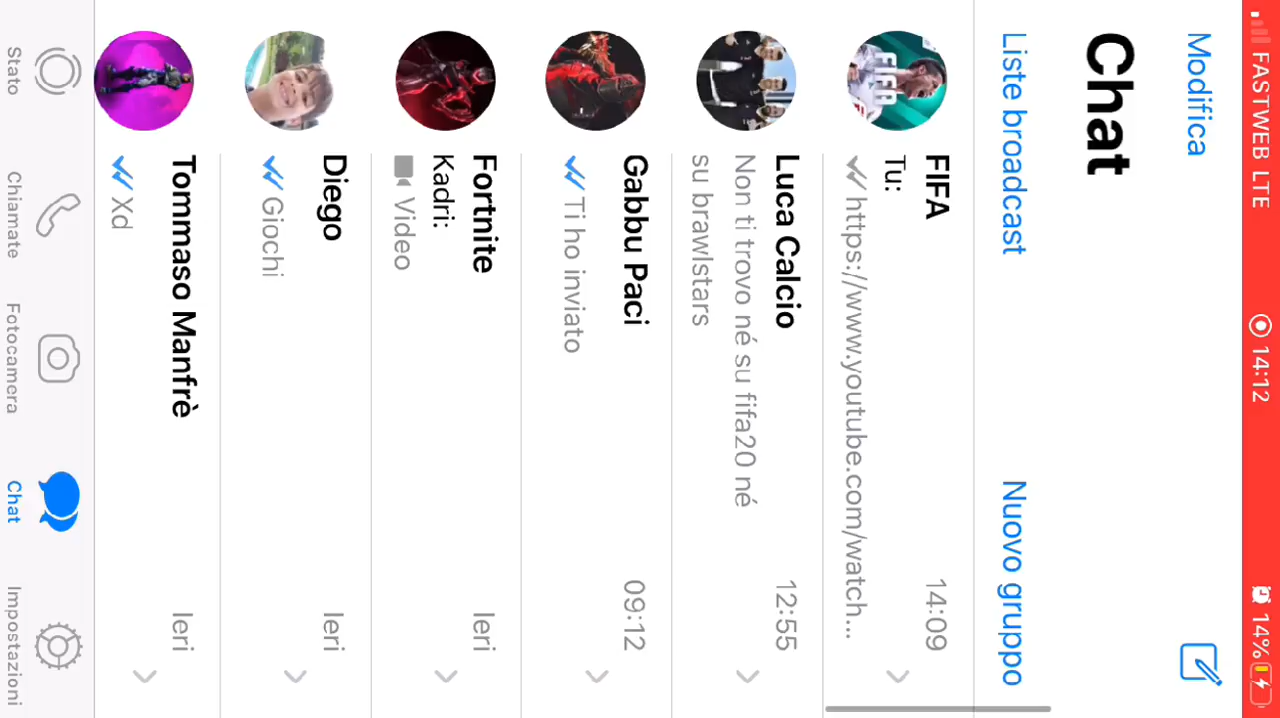 FASTWEB LTE 14:12 14%
Modifica
Chat
Liste broadcast Nuovo gruppo
FIFA 14:09
Tu:
https://www.youtube.com/watch...
Luca Calcio 12:55
Non ti trovo né su fifa20 né
su brawlstars
Gabbu Paci 09:12
Ti ho inviato
Fortnite Ieri
Kadri:
Video
Diego Ieri
Giochi
Tommaso Manfrè Ieri
Xd
Stato Chiamate Fotocamera Chat Impostazioni